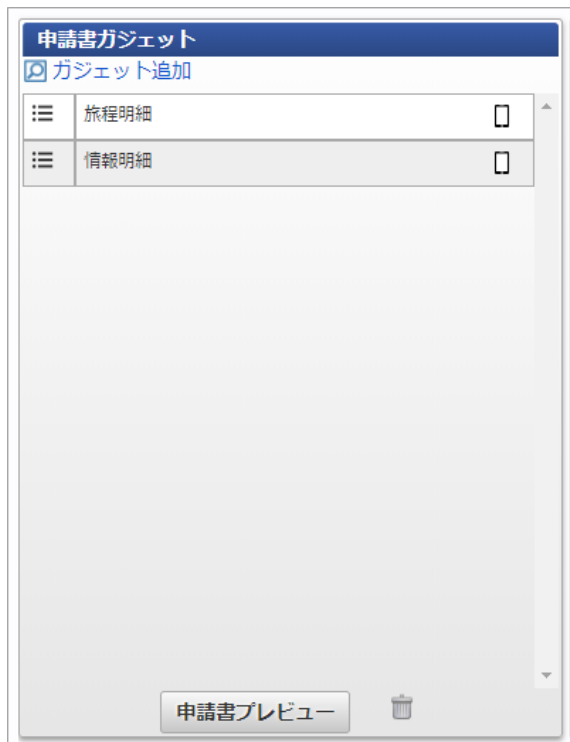 申請書ガジェット
ガジェット追加
旅程明細
情報明細
申請書プレビュー